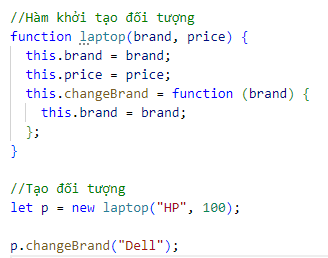 //Hàm khởi tạo đối tượng
function laptop(brand, price) {
  this.brand = brand;
  this.price = price;
  this.changeBrand = function (brand) {
    this.brand = brand;
  };
}

//Tạo đối tượng
let p = new laptop("HP", 100);

p.changeBrand("Dell");